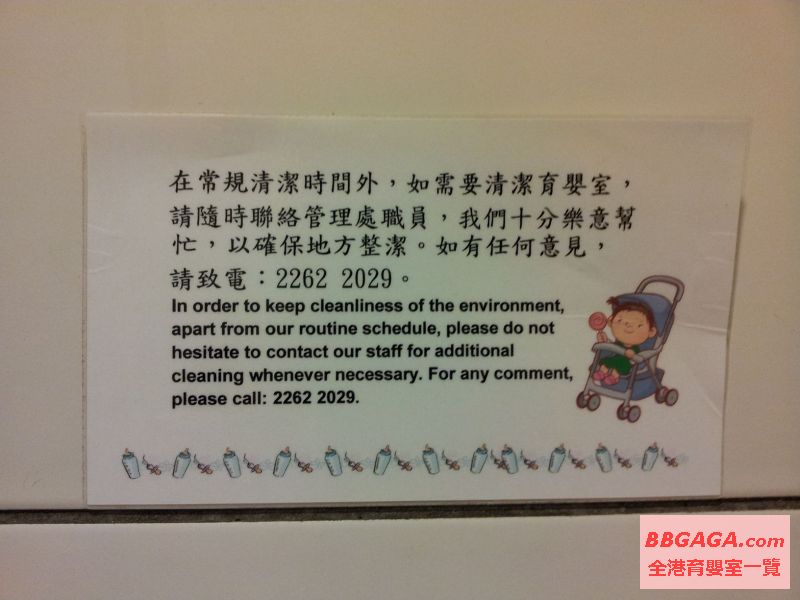 在常規清潔時間外，如需要清潔育嬰室，
請隨時聯絡管理處職員，我們十分樂意幫
忙，以確保地方整潔。如有任何意見，
請致電：2262 2029。
In order to keep cleanliness of the environment,
apart from our routine schedule, please do not
hesitate to contact our staff for additional
cleaning whenever necessary. For any comment,
please call: 2262 2029.
BBGAGA.com
全港育嬰室一覽